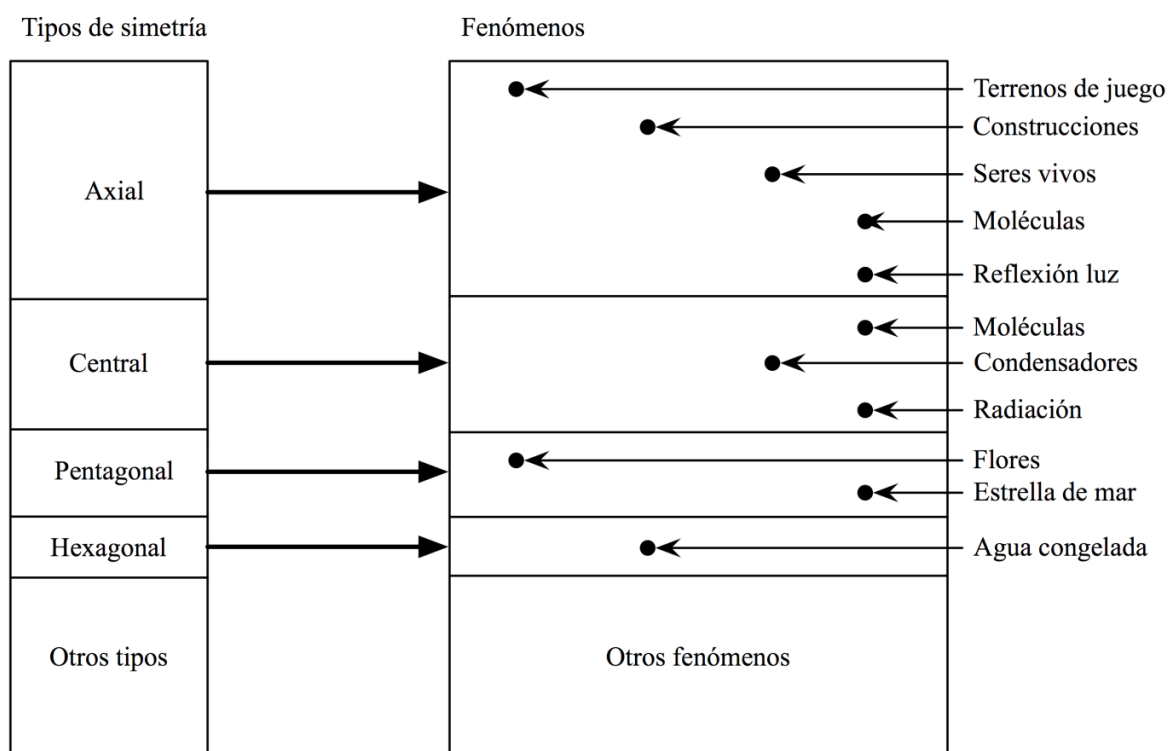 Tipos de simetría
Fenómenos
Axial
Terrenos de juego
Construcciones
Seres vivos
Moléculas
Reflexión luz
Central
Moléculas
Condensadores
Radiación
Pentagonal
Flores
Estrella de mar
Hexagonal
Agua congelada
Otros tipos
Otros fenómenos